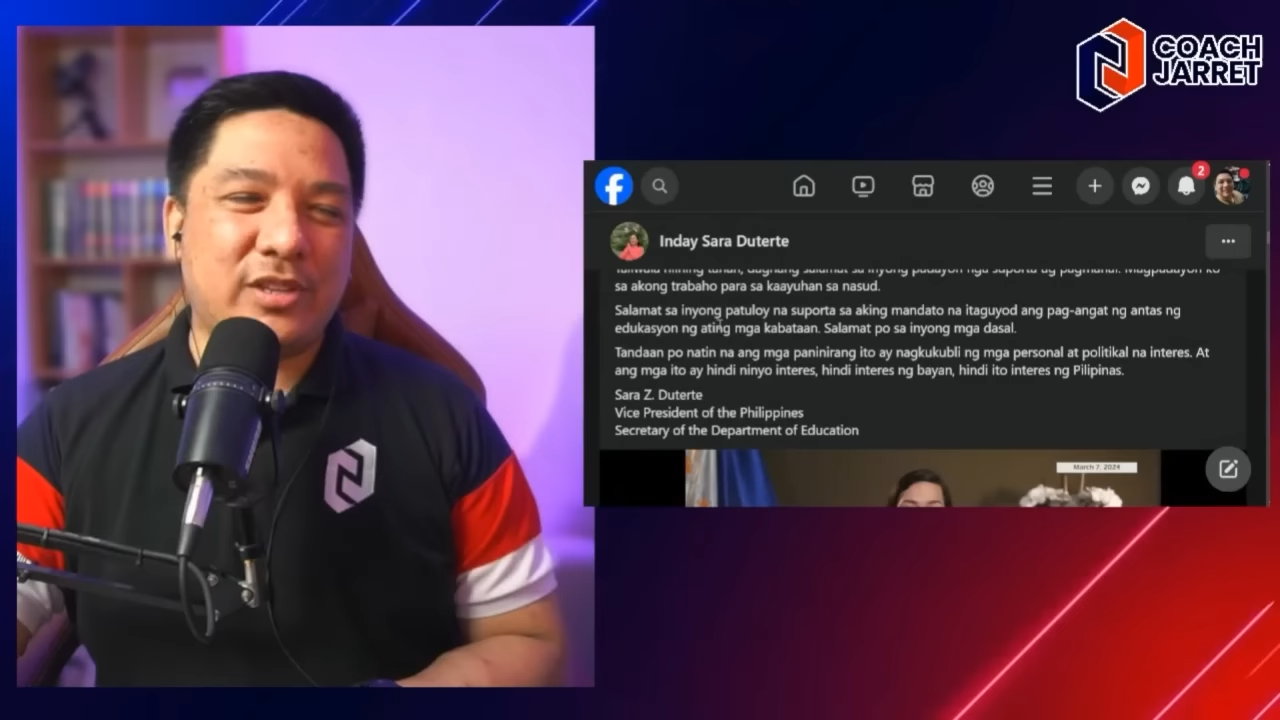 COACH
JARRET
2
Inday Sara Duterte
sa akong trabaho para sa kaayuhan sa nasud.
Salamat sa inyong patuloy na suporta sa aking mandato na itaguyod ang pag-angat ng antas ng
edukasyon ng ating mga kabataan. Salamat po sa inyong mga dasal.
Tandaan po natin na ang mga paninirang ito ay nagkukubli ng mga personal at politikal na interes. At
ang mga ito ay hindi ninyo interes, hindi interes ng bayan, hindi ito interes ng Pilipinas.
Sara Z. Duterte
Vice President of the Philippines
Secretary of the Department of Education
March 7, 2024